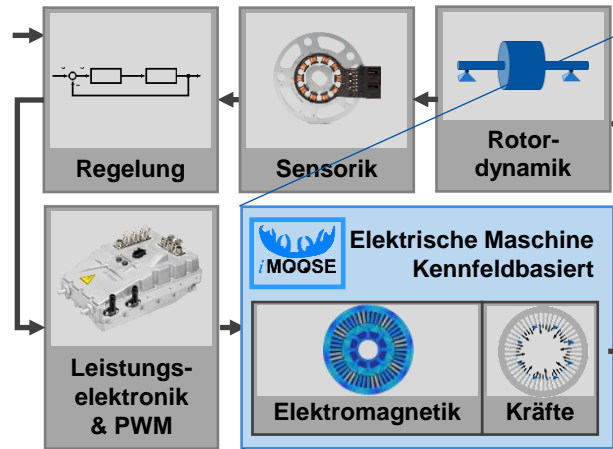 Regelung
Sensorik
Rotor-
dynamik
Leistungs-
elektronik
& PWM
iMOOSE
Elektrische Maschine
Kennfeldbasiert
Elektromagnetik
Kräfte